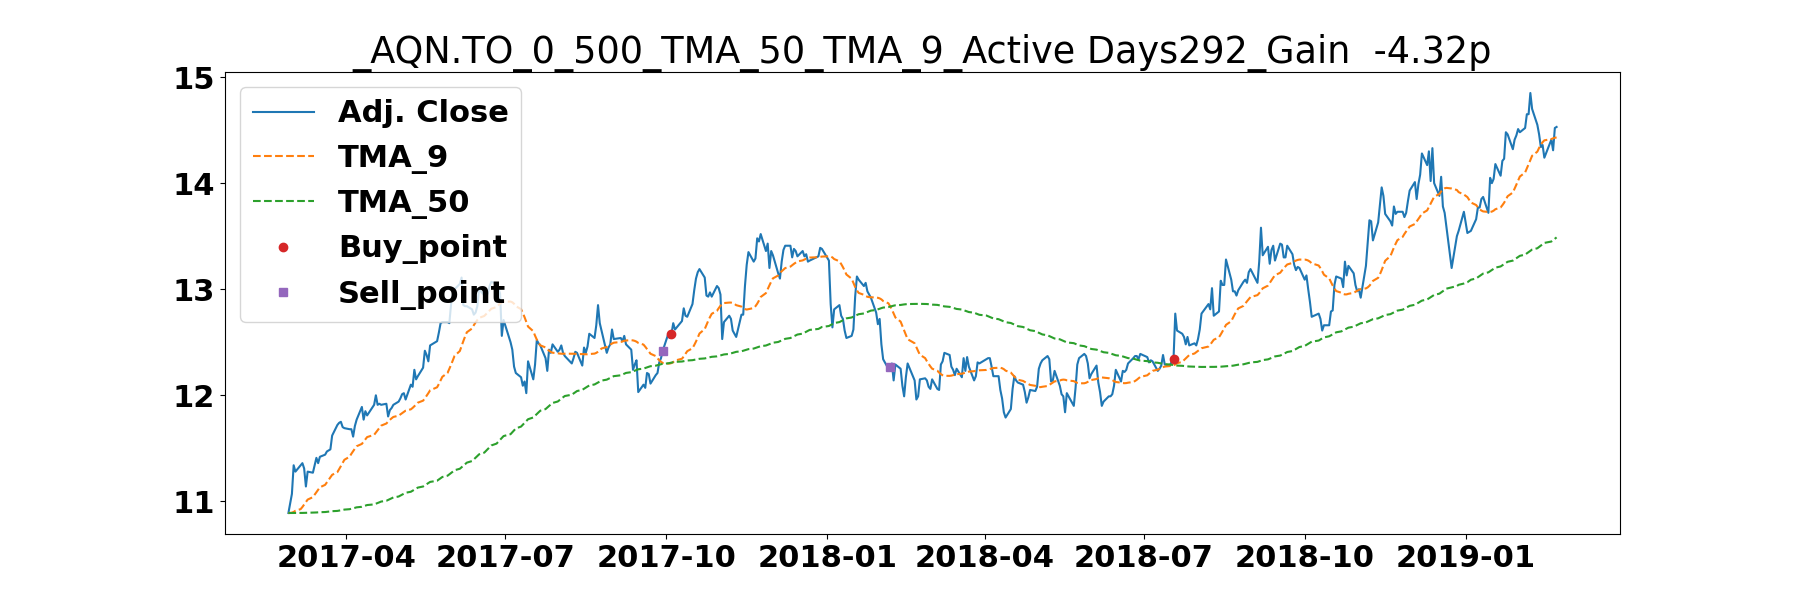 _AQN.TO_0_500_TMA_50_TMA_9_Active Days292_Gain  -4.32p
15
14
13
12
11
Adj. Close
TMA_9
TMA_50
Buy_point
Sell_point
2017-04 2017-07 2017-10 2018-01 2018-04 2018-07 2018-10 2019-01